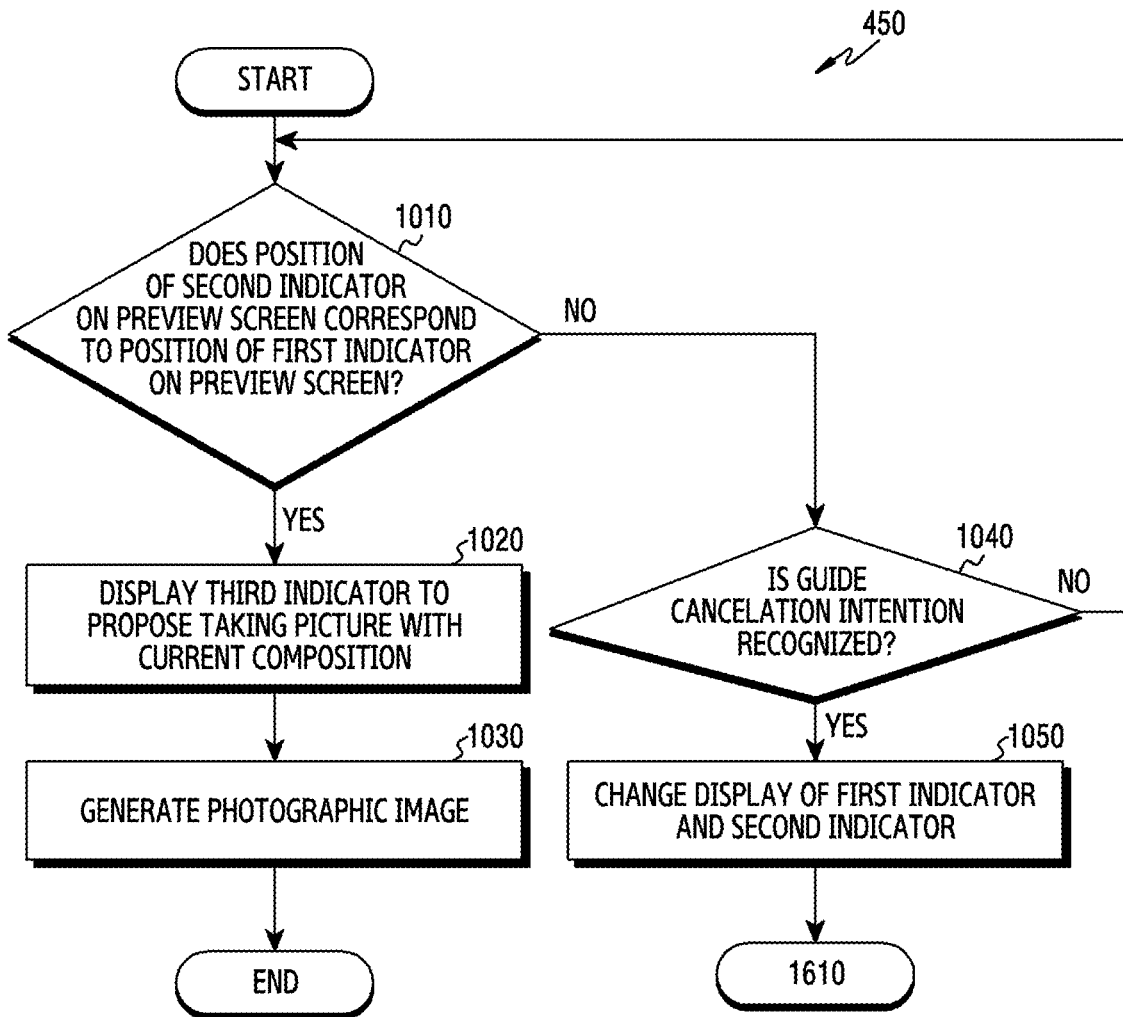 450
START
1010
DOES POSITION
OF SECOND INDICATOR
ON PREVIEW SCREEN CORRESPOND
TO POSITION OF FIRST INDICATOR
ON PREVIEW SCREEN?
NO
YES
1020
DISPLAY THIRD INDICATOR TO
PROPOSE TAKING PICTURE WITH
CURRENT COMPOSITION
1030
GENERATE PHOTOGRAPHIC IMAGE
END
1040
IS GUIDE
CANCELATION INTENTION
RECOGNIZED?
NO
YES
1050
CHANGE DISPLAY OF FIRST INDICATOR
AND SECOND INDICATOR
1610